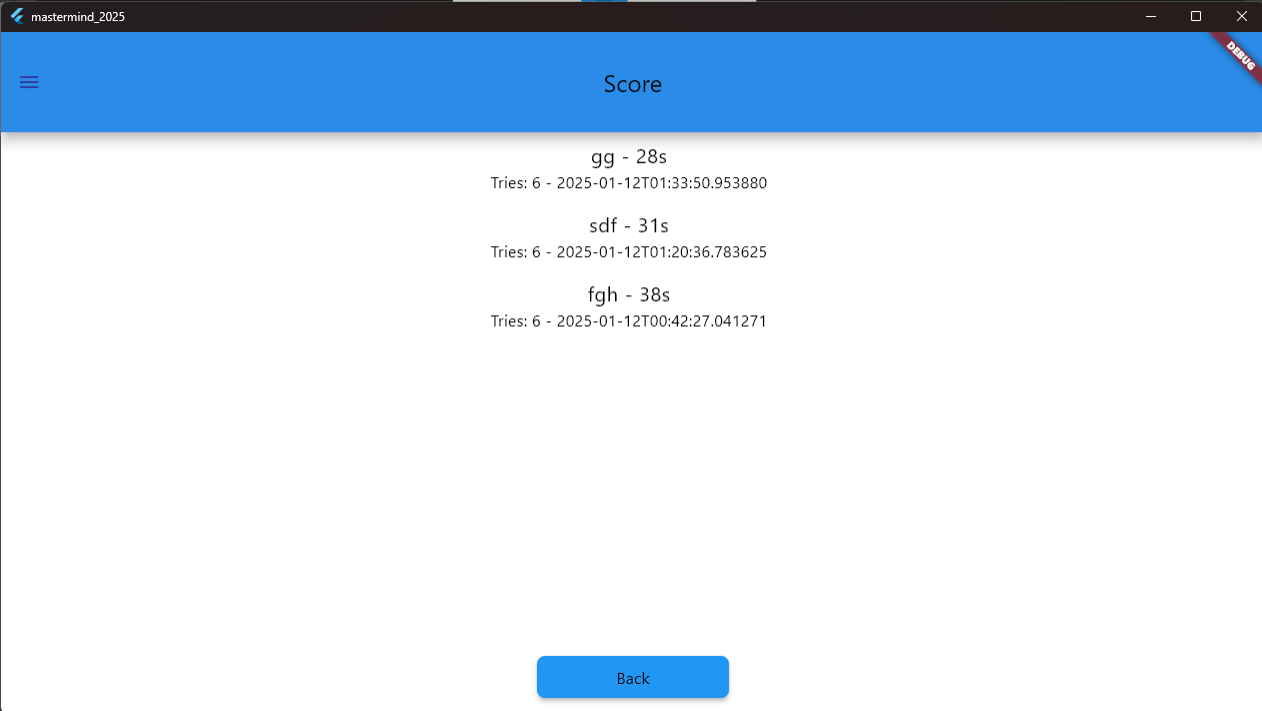 mastermind_2025
DEBUG
Score
gg - 28s
Tries: 6 - 2025-01-12T01:33:50.953880
sdf - 31s
Tries: 6 - 2025-01-12T01:20:36.783625
fgh - 38s
Tries: 6 - 2025-01-12T00:42:27.041271
Back